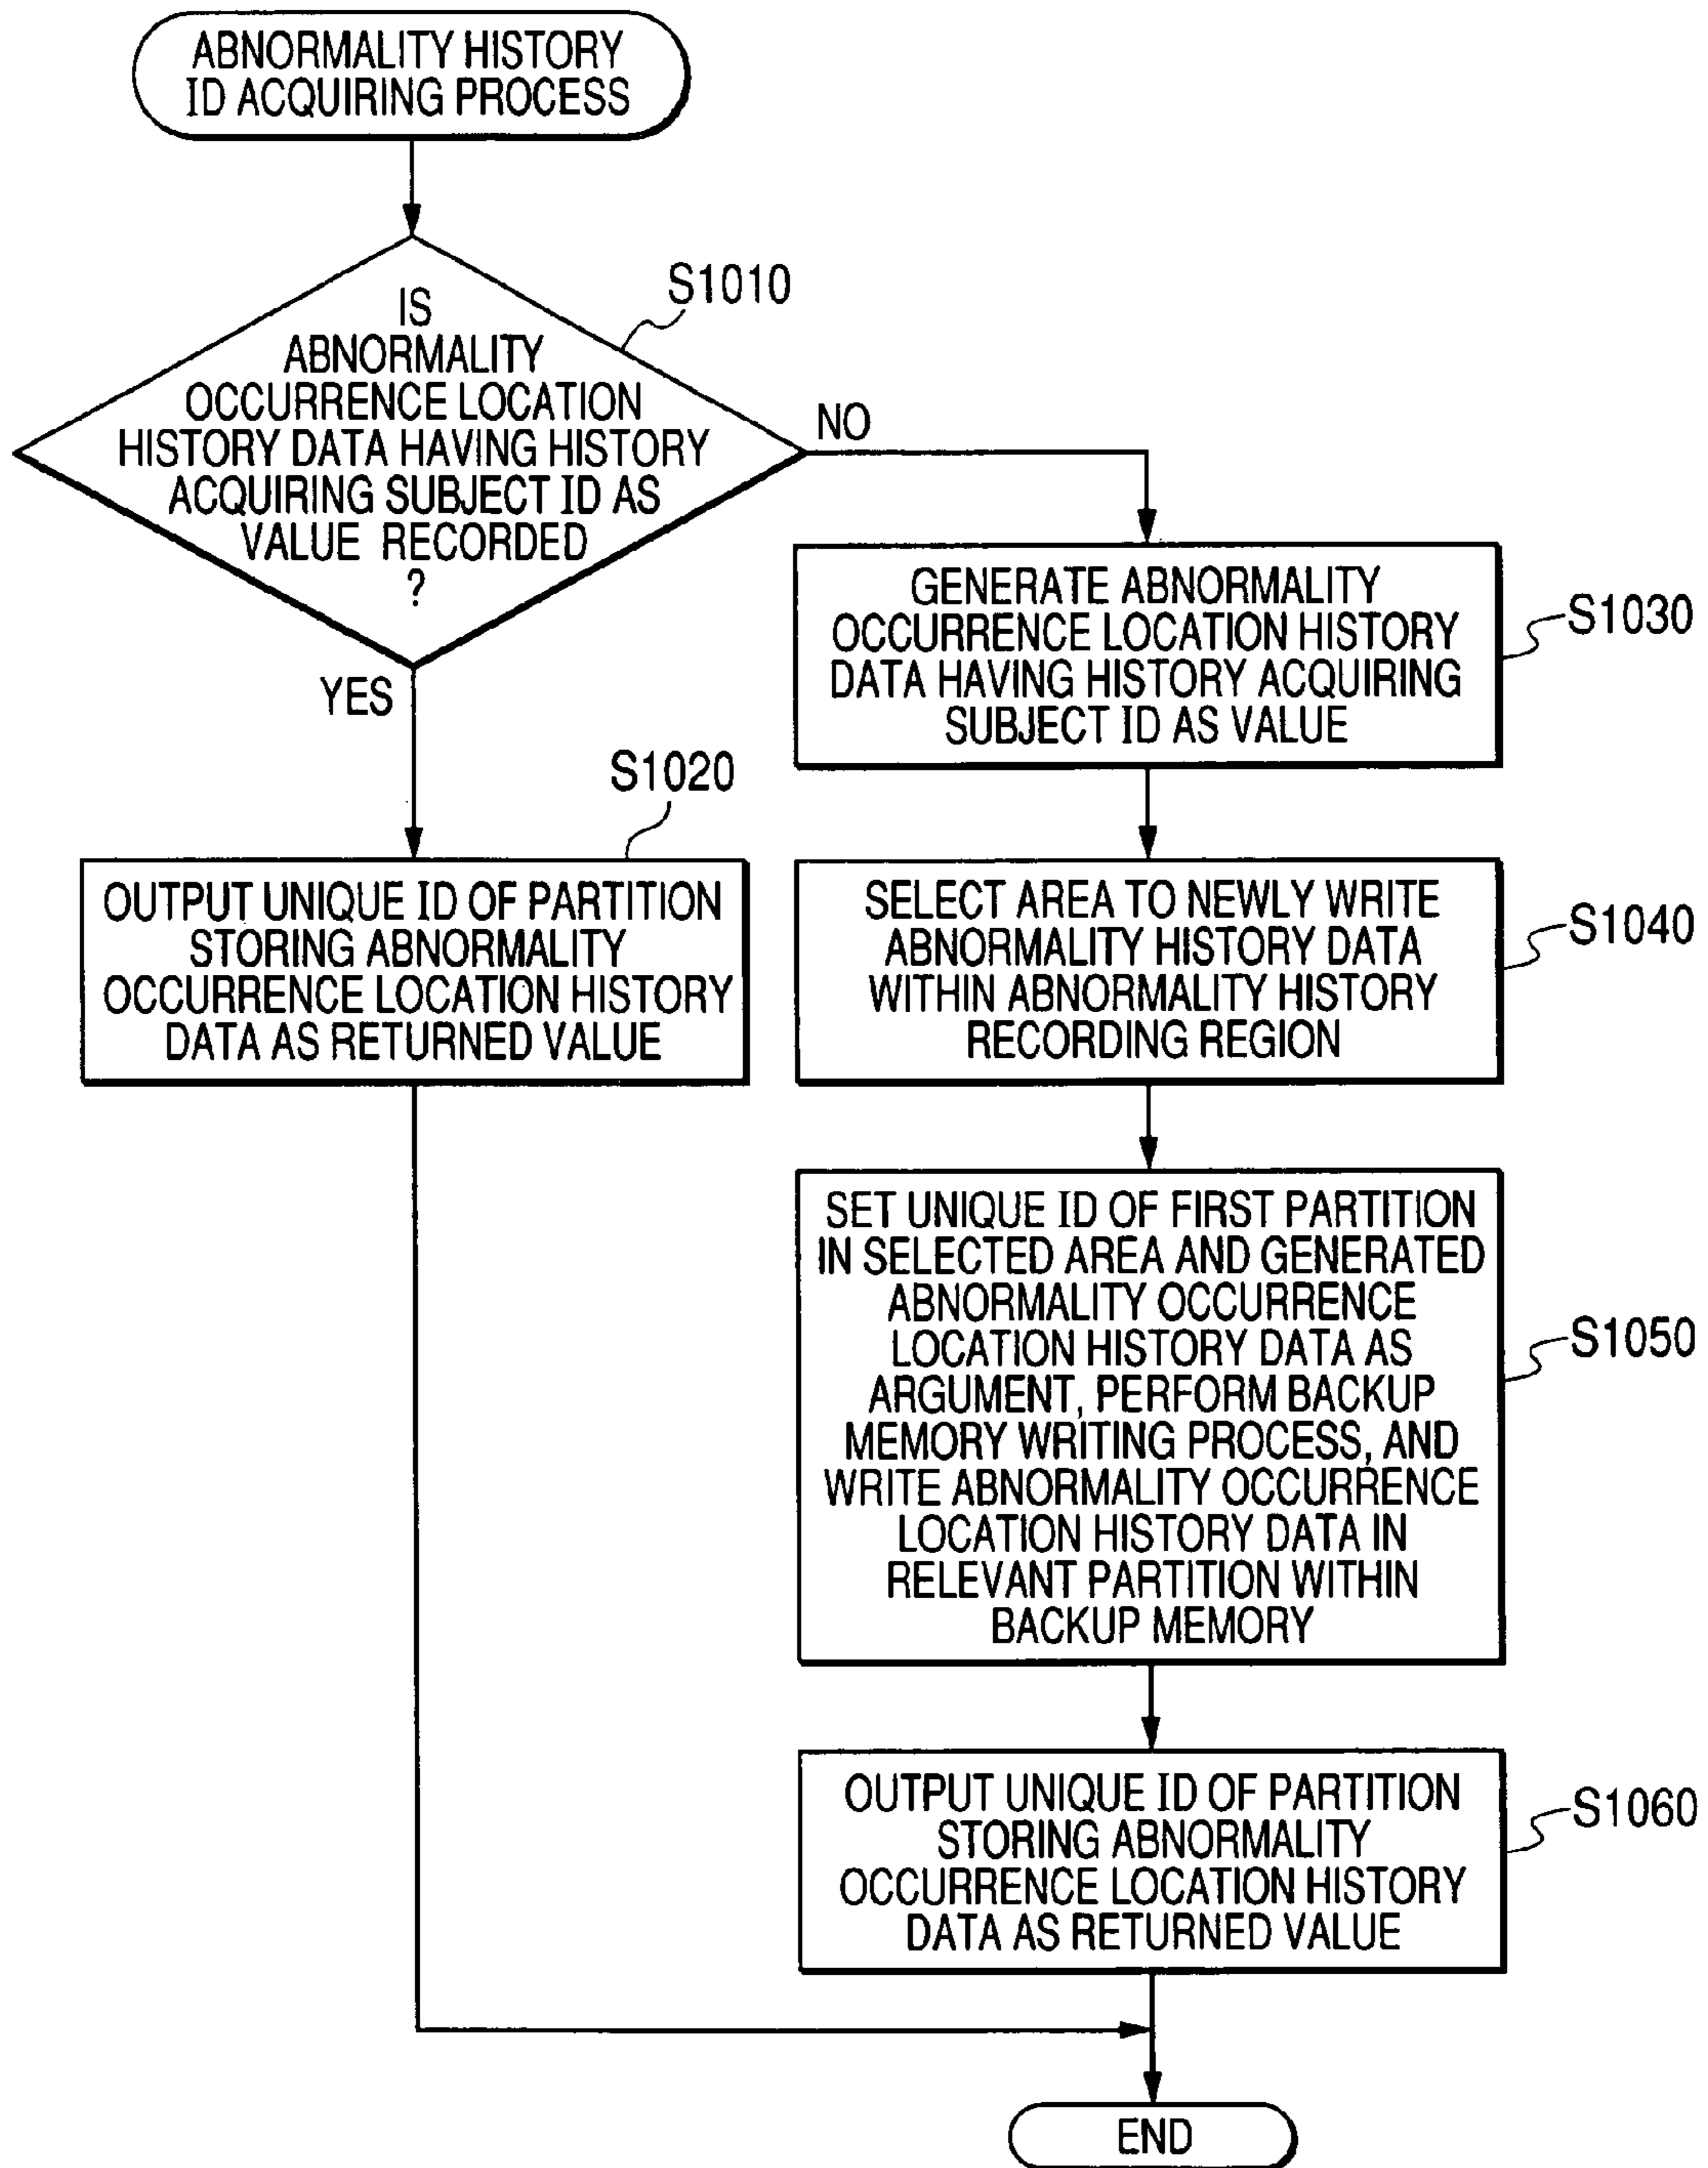 ABNORMALITY HISTORY
ID ACQUIRING PROCESS
S1010
IS
ABNORMALITY
OCCURRENCE LOCATION
HISTORY DATA HAVING HISTORY
ACQUIRING SUBJECT ID AS
VALUE RECORDED
?
NO
YES
S1020
OUTPUT UNIQUE ID OF PARTITION
STORING ABNORMALITY
OCCURRENCE LOCATION HISTORY
DATA AS RETURNED VALUE
GENERATE ABNORMALITY
OCCURRENCE LOCATION HISTORY
DATA HAVING HISTORY ACQUIRING
SUBJECT ID AS VALUE
S1030
SELECT AREA TO NEWLY WRITE
ABNORMALITY HISTORY DATA
WITHIN ABNORMALITY HISTORY
RECORDING REGION
S1040
SET UNIQUE ID OF FIRST PARTITION
IN SELECTED AREA AND GENERATED
ABNORMALITY OCCURRENCE
LOCATION HISTORY DATA AS
ARGUMENT, PERFORM BACKUP
MEMORY WRITING PROCESS, AND
WRITE ABNORMALITY OCCURRENCE
LOCATION HISTORY DATA IN
RELEVANT PARTITION WITHIN
BACKUP MEMORY
S1050
OUTPUT UNIQUE ID OF PARTITION
STORING ABNORMALITY
OCCURRENCE LOCATION HISTORY
DATA AS RETURNED VALUE
S1060
END